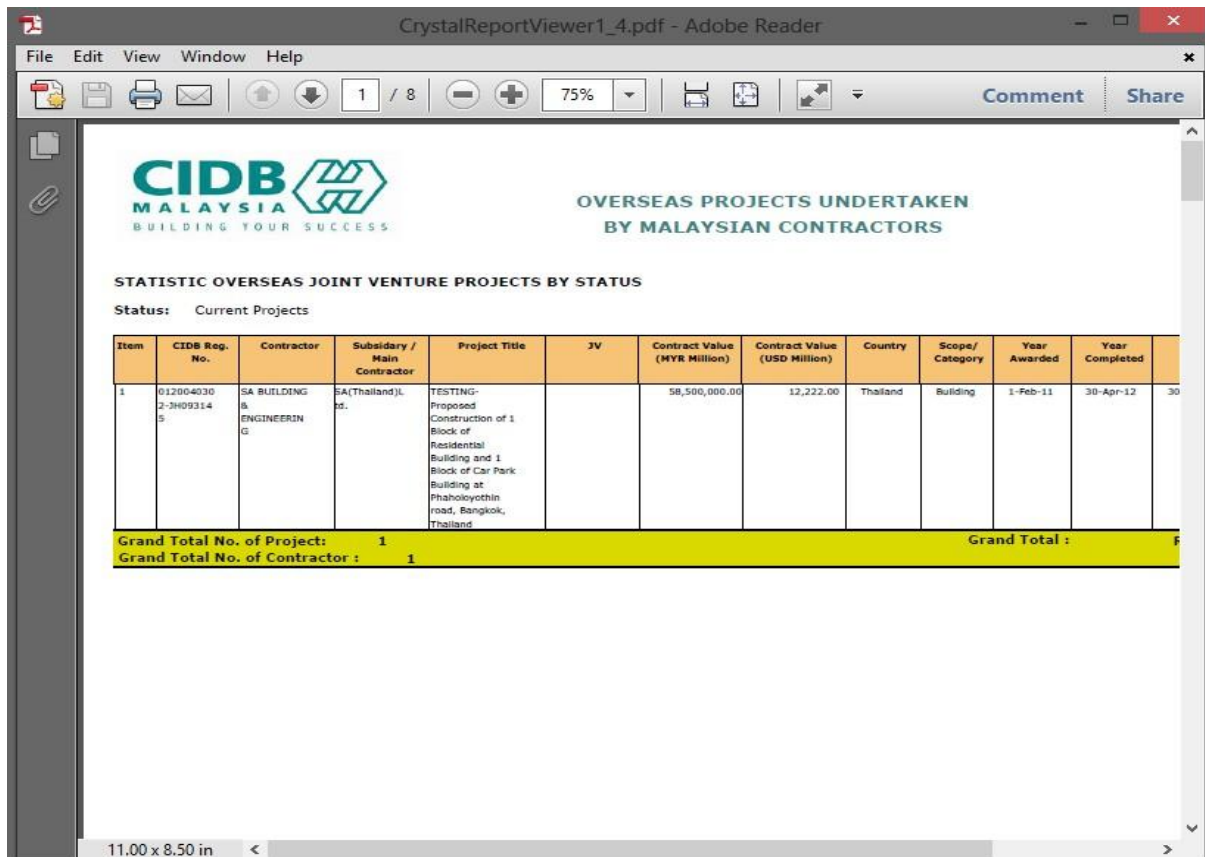 CrystalReportViewer1_4.pdf - Adobe Reader
File Edit View Window Help
1 / 8 75% Comment Share
CIDB
MALAYSIA
BUILDING YOUR SUCCESS
OVERSEAS PROJECTS UNDERTAKEN
BY MALAYSIAN CONTRACTORS
STATISTIC OVERSEAS JOINT VENTURE PROJECTS BY STATUS
Status: Current Projects
Item
CIDB Reg.
No.
Contractor
Subsidary /
Main
Contractor
Project Title
JV
Contract Value
(MYR Million)
Contract Value
(USD Million)
Country
Scope/
Category
Year
Awarded
Year
Completed
1
012004030
2-JH09314
5
SA BUILDING
&
ENGINEERIN
G
SA(Thailand)L
td.
TESTING-
Proposed
Construction of 1
Block of
Residential
Building and 1
Block of Car Park
Building at
Phaholoyothin
road, Bangkok,
Thailand
58,500,000.00
12,222.00
Thailand
Building
1-Feb-11
30-Apr-12
30
Grand Total No. of Project: 1 Grand Total :
Grand Total No. of Contractor : 1
11.00 x 8.50 in